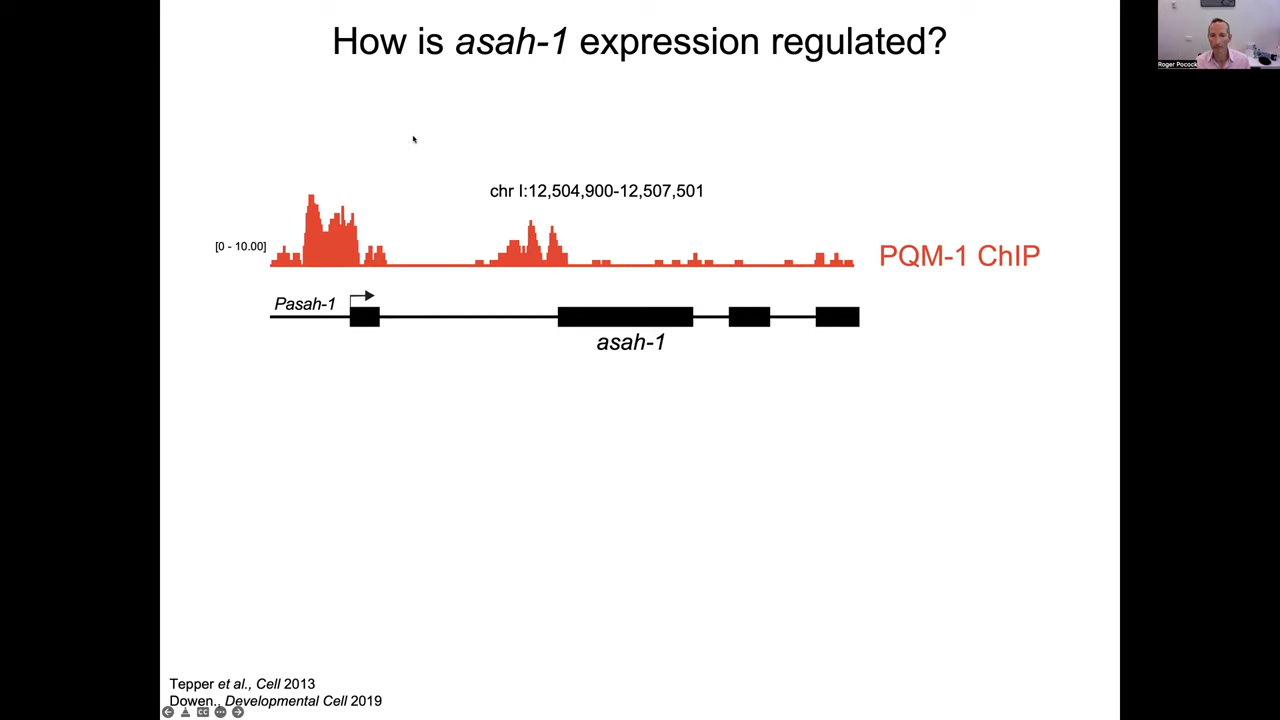 How is asah-1 expression regulated?
Roger Pocock
chr I:12,504,900-12,507,501
[0 - 10.00]
PQM-1 ChIP
Pasah-1
asah-1
Tepper et al., Cell 2013
Dowen., Developmental Cell 2019
CC